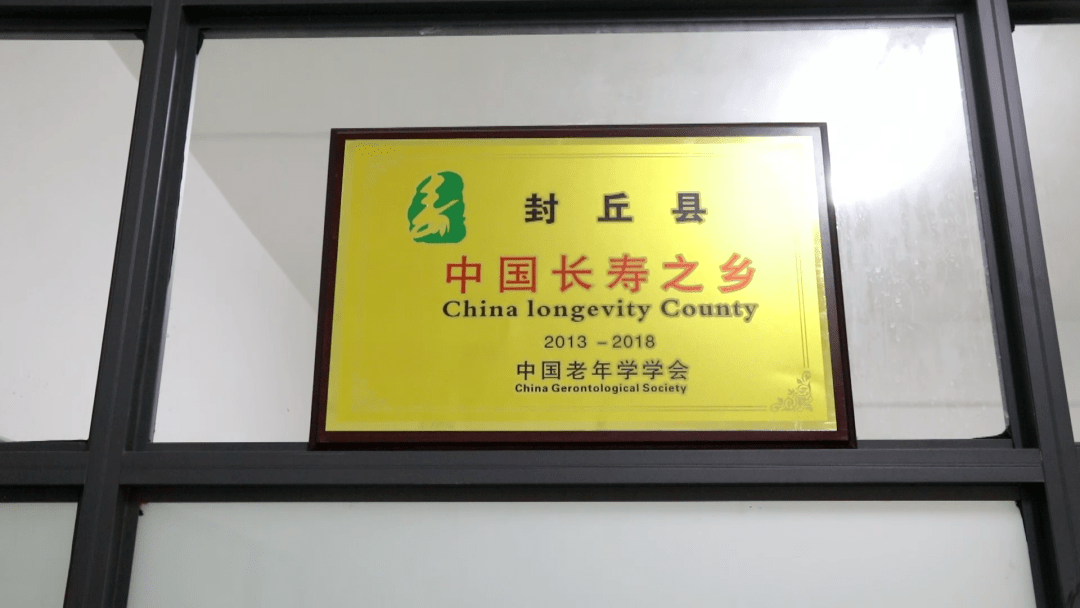 封丘县
中国长寿之乡
China longevity County
2013 - 2018
中国老年学学会
China Gerontological Society